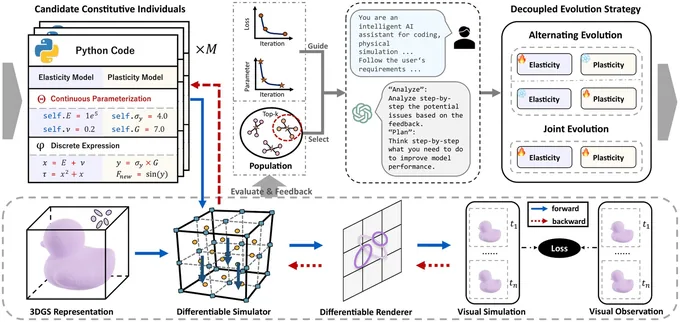 Candidate Constitutive Individuals
Python Code
×M
Elasticity Model
Plasticity Model
Θ Continuous Parameterization
self.E = 1e⁵
self.σy = 4.0
self.ν = 0.2
self.G = 7.0
φ Discrete Expression
x = E + ν
y = σy × G
τ = x² + x
Fnew = sin(y)
Loss
Iteration
Parameter
Iteration
Guide
Top-k
Select
Population
Evaluate & Feedback
You are an
intelligent AI
assistant for coding,
physical
simulation ...
Follow the user's
requirements ...
"Analyze":
Analyze step-by-
step the potential
issues based on the
feedback.
"Plan":
Think step-by-step
what you need to do
to improve model
performance.
Decoupled Evolution Strategy
Alternating Evolution
Elasticity
Plasticity
Elasticity
Plasticity
Joint Evolution
Elasticity
Plasticity
forward
backward
3DGS Representation
Differentiable Simulator
Differentiable Renderer
t1
......
tn
Visual Simulation
Loss
t1
......
tn
Visual Observation